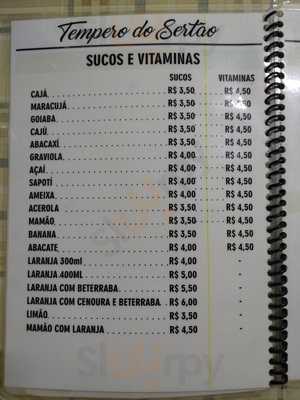 Tempero do Sertão
SUCOS E VITAMINAS
SUCOS VITAMINAS
CAJÁ R$ 3,50 R$ 4,50
MARACUJÁ R$ 3,50 R$ 4,50
GOIABA R$ 3,50 R$ 4,50
CAJÚ R$ 3,50 R$ 4,50
ABACAXÍ R$ 3,50 R$ 4,50
GRAVIOLA R$ 4,00 R$ 4,50
AÇAÍ R$ 4,00 R$ 4,50
SAPOTÍ R$ 4,00 R$ 4,50
AMEIXA R$ 4,00 R$ 4,50
ACEROLA R$ 3,50 R$ 4,50
MAMÃO R$ 3,50 R$ 4,50
BANANA R$ 3,50 R$ 4,50
ABACATE R$ 4,00 R$ 4,50
LARANJA 300ml R$ 4,00 -
LARANJA 400ML R$ 5,00 -
LARANJA COM BETERRABA R$ 5,50 -
LARANJA COM CENOURA E BETERRABA R$ 6,00 -
LIMÃO R$ 3,50 -
MAMÃO COM LARANJA R$ 4,50 -
Sluurpy